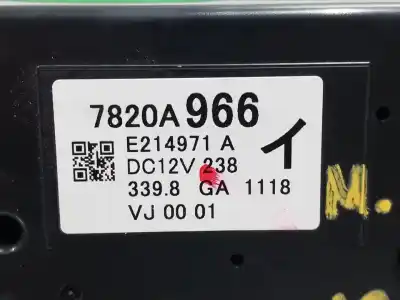 7820A966
E214971 A
イ
DC12V 238
339.8 GA 1118
VJ 00 01
M.